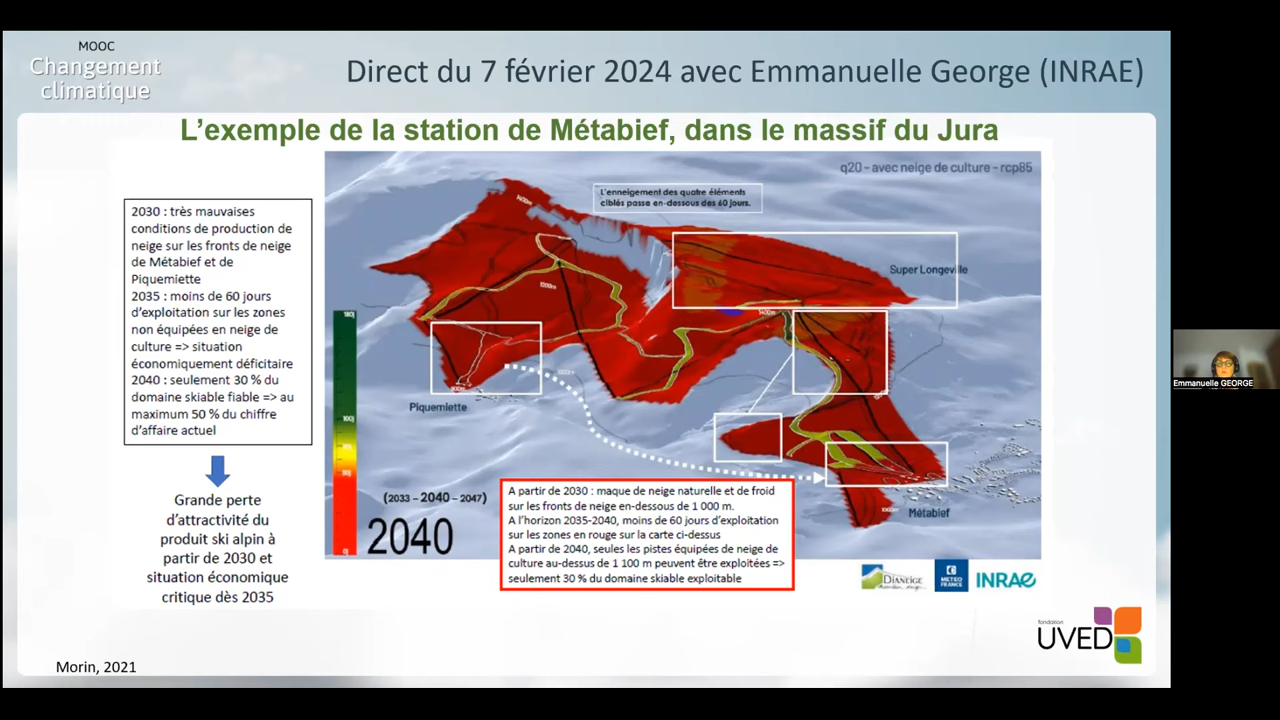 MOOC
Changement
climatique
Direct du 7 février 2024 avec Emmanuelle George (INRAE)
L'exemple de la station de Métabief, dans le massif du Jura
q20 – avec neige de culture – rcp85
L'enneigement des quatre éléments
ciblés passe en-dessous des 60 jours.
2030 : très mauvaises
conditions de production de
neige sur les fronts de neige
de Métabief et de
Piquemiette
2035 : moins de 60 jours
d'exploitation sur les zones
non équipées en neige de
culture => situation
économiquement déficitaire
2040 : seulement 30 % du
domaine skiable fiable => au
maximum 50 % du chiffre
d'affaire actuel
Grande perte
d'attractivité du
produit ski alpin à
partir de 2030 et
situation économique
critique dès 2035
1400m
1200m
Super Longeville
1400m
Piquemiette
Métabief
180j
100j
0j
(2033 – 2040 – 2047)
2040
A partir de 2030 : maque de neige naturelle et de froid
sur les fronts de neige en-dessous de 1 000 m.
A l'horizon 2035-2040, moins de 60 jours d'exploitation
sur les zones en rouge sur la carte ci-dessus
A partir de 2040, seules les pistes équipées de neige de
culture au-dessus de 1 100 m peuvent être exploitées =>
seulement 30 % du domaine skiable exploitable
DIANEIGE
METEO
FRANCE
INRAE
fondation
UVED
Morin, 2021
Emmanuelle GEORGE